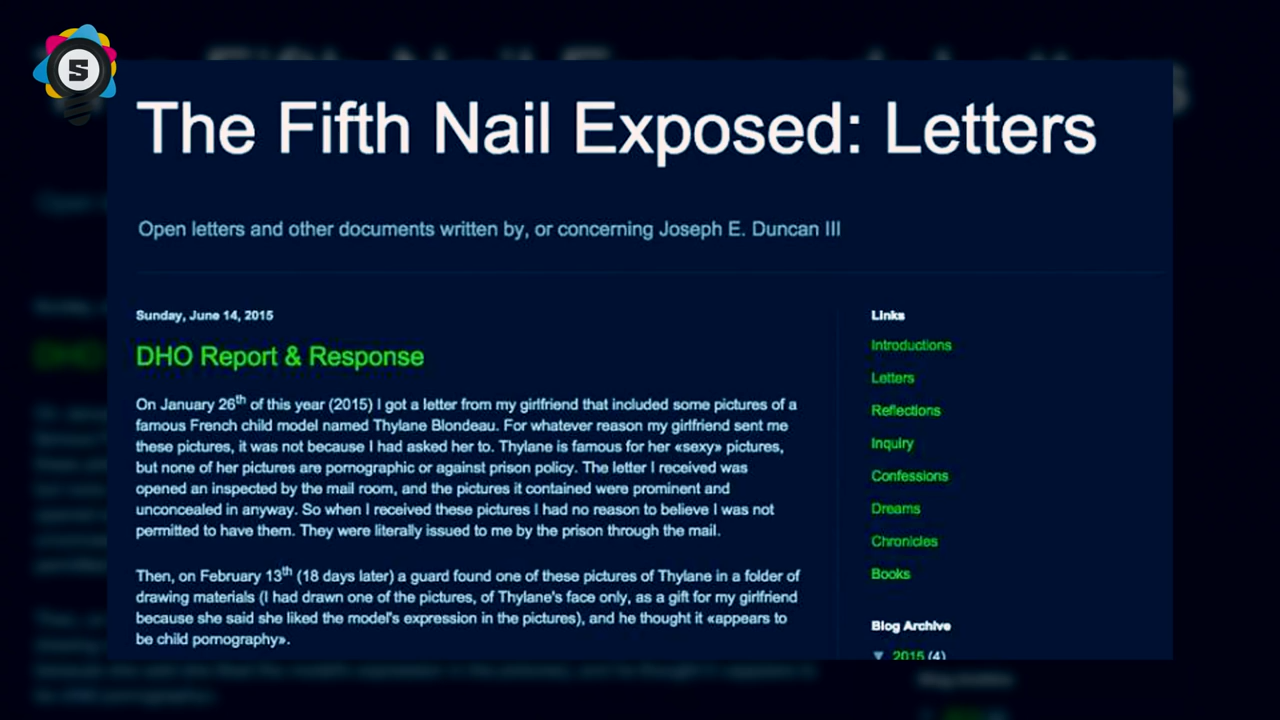 S
The Fifth Nail Exposed: Letters
Open letters and other documents written by, or concerning Joseph E. Duncan III
Sunday, June 14, 2015
DHO Report & Response
On January 26th of this year (2015) I got a letter from my girlfriend that included some pictures of a
famous French child model named Thylane Blondeau. For whatever reason my girlfriend sent me
these pictures, it was not because I had asked her to. Thylane is famous for her «sexy» pictures,
but none of her pictures are pornographic or against prison policy. The letter I received was
opened an inspected by the mail room, and the pictures it contained were prominent and
unconcealed in anyway. So when I received these pictures I had no reason to believe I was not
permitted to have them. They were literally issued to me by the prison through the mail.
Then, on February 13th (18 days later) a guard found one of these pictures of Thylane in a folder of
drawing materials (I had drawn one of the pictures, of Thylane's face only, as a gift for my girlfriend
because she said she liked the model's expression in the pictures), and he thought it «appears to
be child pornography».
Links
Introductions
Letters
Reflections
Inquiry
Confessions
Dreams
Chronicles
Books
Blog Archive
▼ 2015 (4)